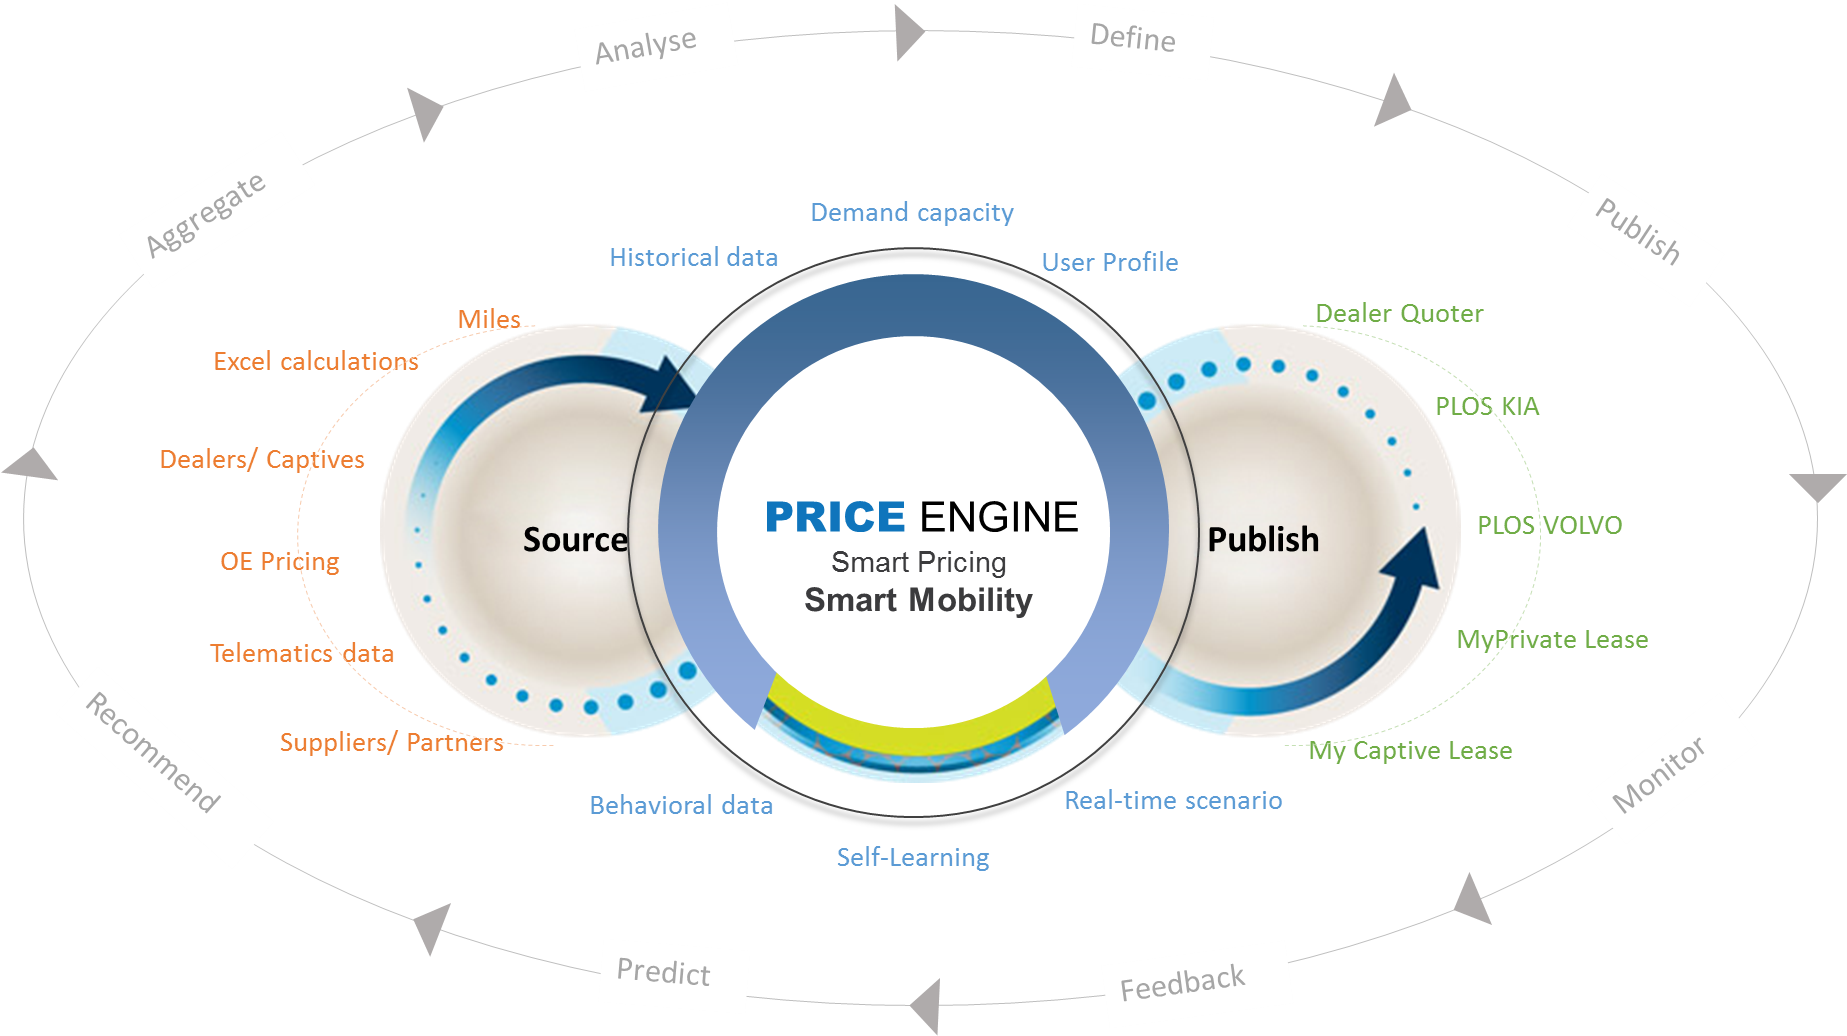 Analyse
Define
Aggregate
Publish
Demand capacity
Historical data
User Profile
Miles
Dealer Quoter
Excel calculations
PLOS KIA
Dealers/ Captives
PRICE ENGINE
PLOS VOLVO
Source
Publish
OE Pricing
Smart Pricing
Smart Mobility
Telematics data
MyPrivate Lease
Suppliers/ Partners
My Captive Lease
Recommend
Monitor
Behavioral data
Real-time scenario
Self-Learning
Predict
Feedback